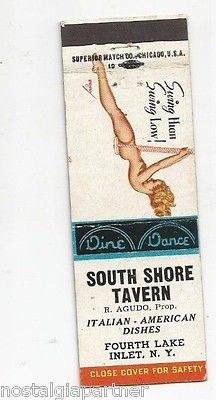 SUPERIOR MATCH CO. - CHICAGO, U.S.A.
Swing High
Swing Low!
Dine Dance
SOUTH SHORE
TAVERN
R. AGUDO, Prop.
ITALIAN - AMERICAN
DISHES
FOURTH LAKE
INLET, N. Y.
CLOSE COVER FOR SAFETY
© nostalgiapartner